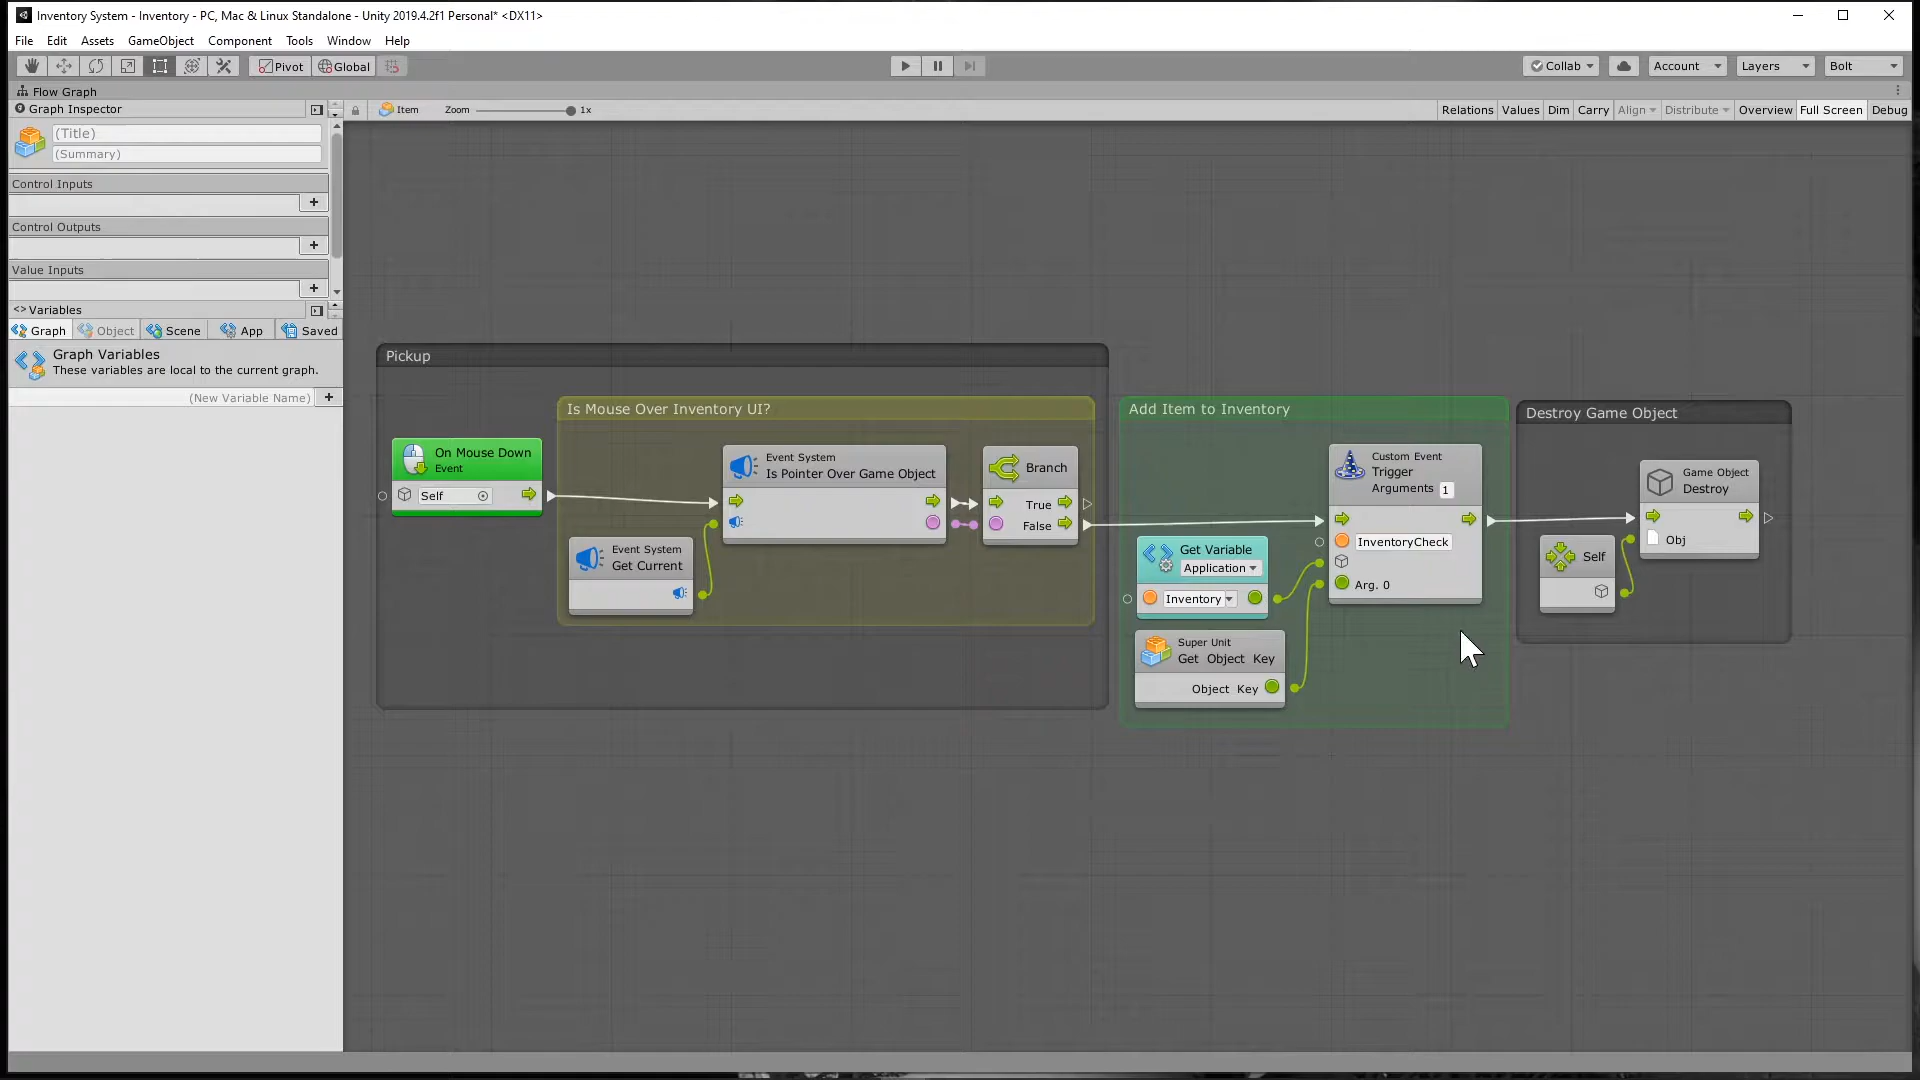 Inventory System - Inventory - PC, Mac & Linux Standalone - Unity 2019.4.2f1 Personal* <DX11>
File Edit Assets GameObject Component Tools Window Help
Pivot Global Collab Account Layers Bolt
Flow Graph
Graph Inspector
Item Zoom 1x Relations Values Dim Carry Align Distribute Overview Full Screen Debug
(Title)
(Summary)
Control Inputs
+
Control Outputs
+
Value Inputs
+
<> Variables
Graph Object Scene App Saved
Graph Variables
These variables are local to the current graph.
(New Variable Name) +
Pickup
On Mouse Down
Event
Self
Is Mouse Over Inventory UI?
Event System
Get Current
Event System
Is Pointer Over Game Object
Branch
True
False
Add Item to Inventory
Get Variable
Application
Inventory
Super Unit
Get Object Key
Object Key
Custom Event
Trigger
Arguments 1
InventoryCheck
Arg. 0
Destroy Game Object
Self
Game Object
Destroy
Obj